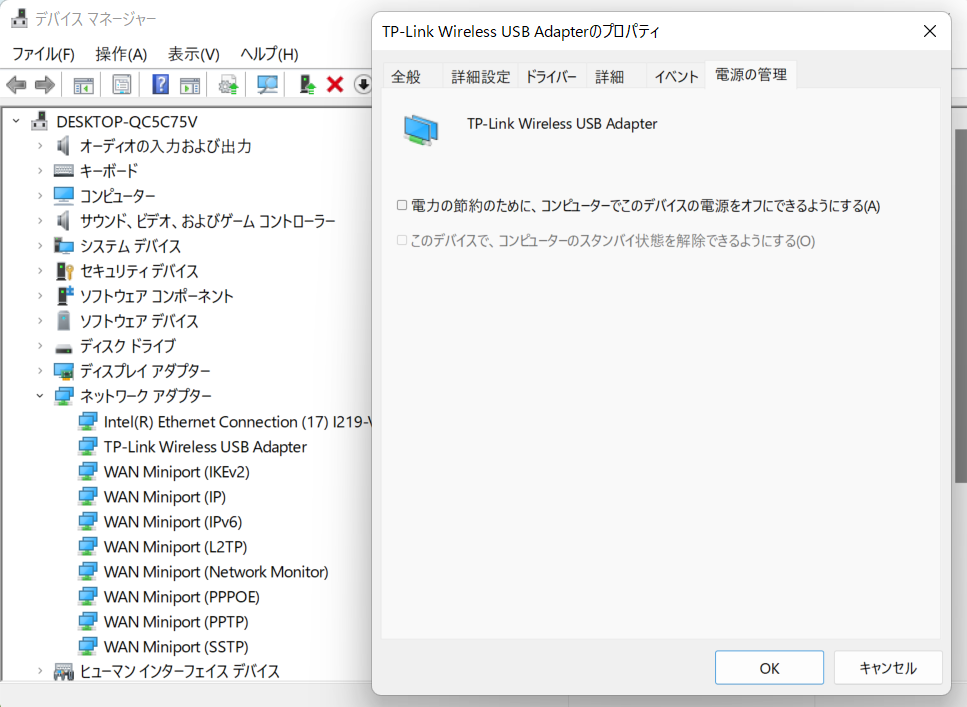 デバイス マネージャー
ファイル(F) 操作(A) 表示(V) ヘルプ(H)
DESKTOP-QC5C75V
オーディオの入力および出力
キーボード
コンピューター
サウンド、ビデオ、およびゲーム コントローラー
システム デバイス
セキュリティ デバイス
ソフトウェア コンポーネント
ソフトウェア デバイス
ディスク ドライブ
ディスプレイ アダプター
ネットワーク アダプター
Intel(R) Ethernet Connection (17) I219-V
TP-Link Wireless USB Adapter
WAN Miniport (IKEv2)
WAN Miniport (IP)
WAN Miniport (IPv6)
WAN Miniport (L2TP)
WAN Miniport (Network Monitor)
WAN Miniport (PPPOE)
WAN Miniport (PPTP)
WAN Miniport (SSTP)
ヒューマン インターフェイス デバイス
TP-Link Wireless USB Adapterのプロパティ
全般 詳細設定 ドライバー 詳細 イベント 電源の管理
TP-Link Wireless USB Adapter
電力の節約のために、コンピューターでこのデバイスの電源をオフにできるようにする(A)
このデバイスで、コンピューターのスタンバイ状態を解除できるようにする(O)
OK キャンセル